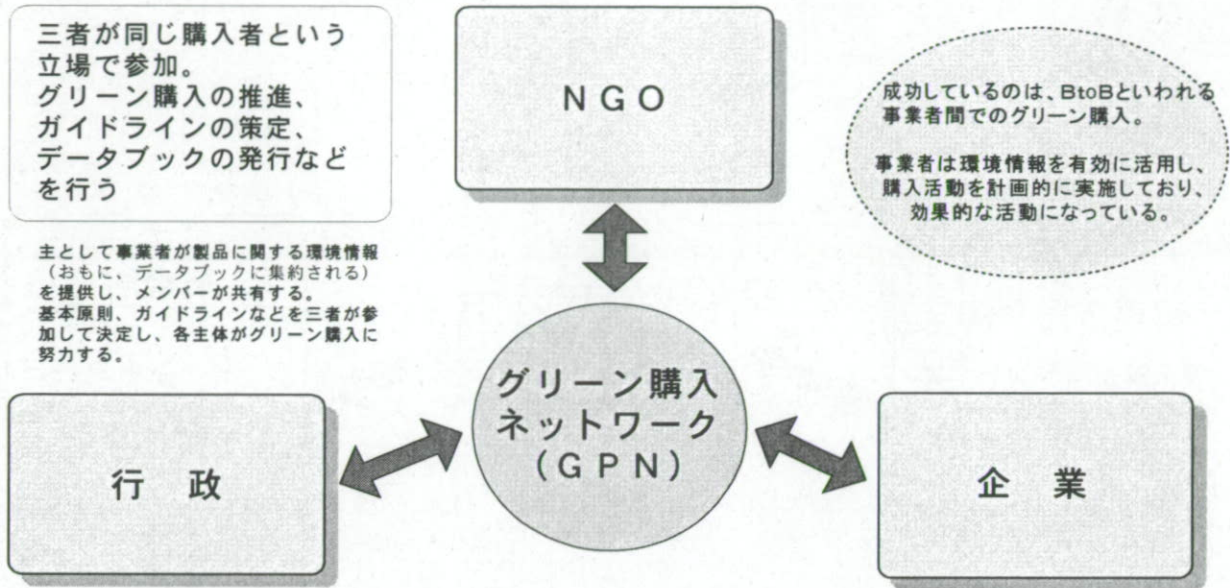 三者が同じ購入者という
立場で参加。
グリーン購入の推進、
ガイドラインの策定、
データブックの発行など
を行う
NGO
成功しているのは、BtoBといわれる
事業者間でのグリーン購入。
事業者は環境情報を有効に活用し、
購入活動を計画的に実施しており、
効果的な活動になっている。
主として事業者が製品に関する環境情報
（おもに、データブックに集約される）
を提供し、メンバーが共有する。
基本原則、ガイドラインなどを三者が参
加して決定し、各主体がグリーン購入に
努力する。
グリーン購入
ネットワーク
(GPN)
行 政
企 業